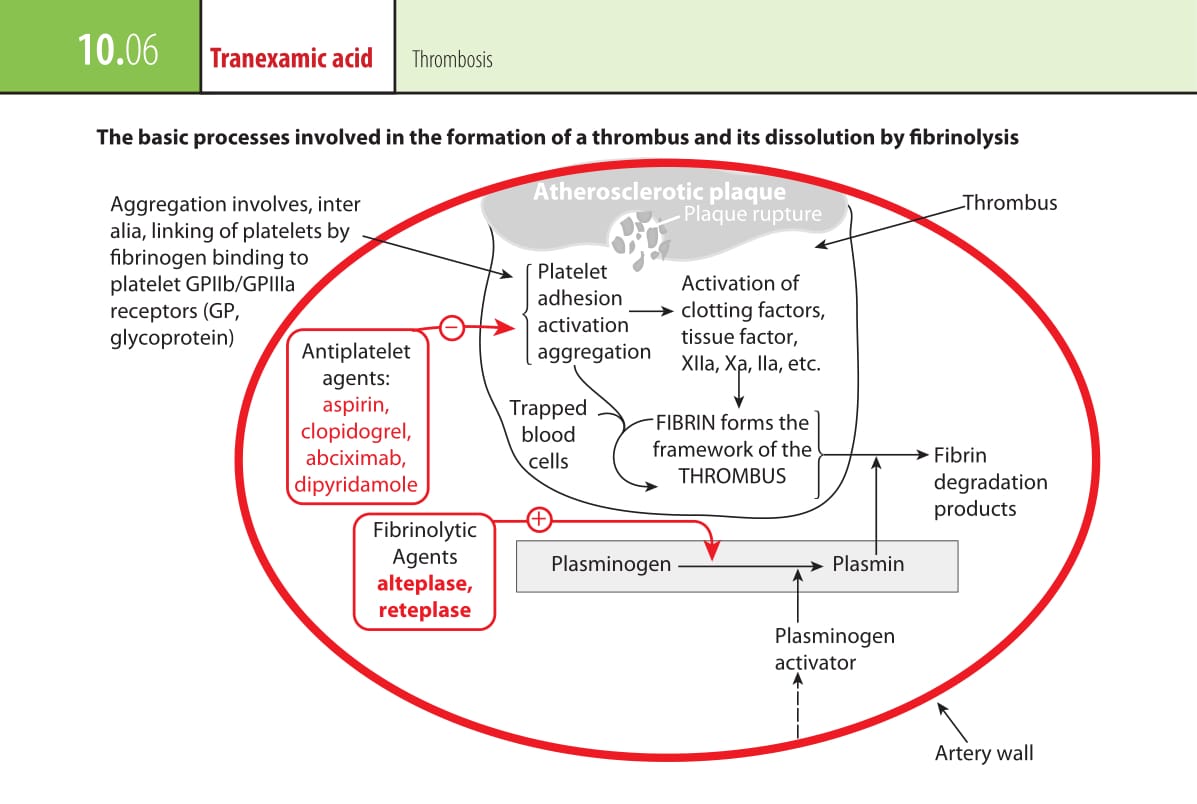 10.06
Tranexamic acid
Thrombosis
The basic processes involved in the formation of a thrombus and its dissolution by fibrinolysis
Aggregation involves, inter
alia, linking of platelets by
fibrinogen binding to
platelet GPIIb/GPIIIa
receptors (GP,
glycoprotein)
Atherosclerotic plaque
Plaque rupture
Thrombus
Platelet
adhesion
activation
aggregation
Activation of
clotting factors,
tissue factor,
XIIa, Xa, IIa, etc.
−
Antiplatelet
agents:
aspirin,
clopidogrel,
abciximab,
dipyridamole
Trapped
blood
cells
FIBRIN forms the
framework of the
THROMBUS
Fibrin
degradation
products
+
Fibrinolytic
Agents
alteplase,
reteplase
Plasminogen
Plasmin
Plasminogen
activator
Artery wall